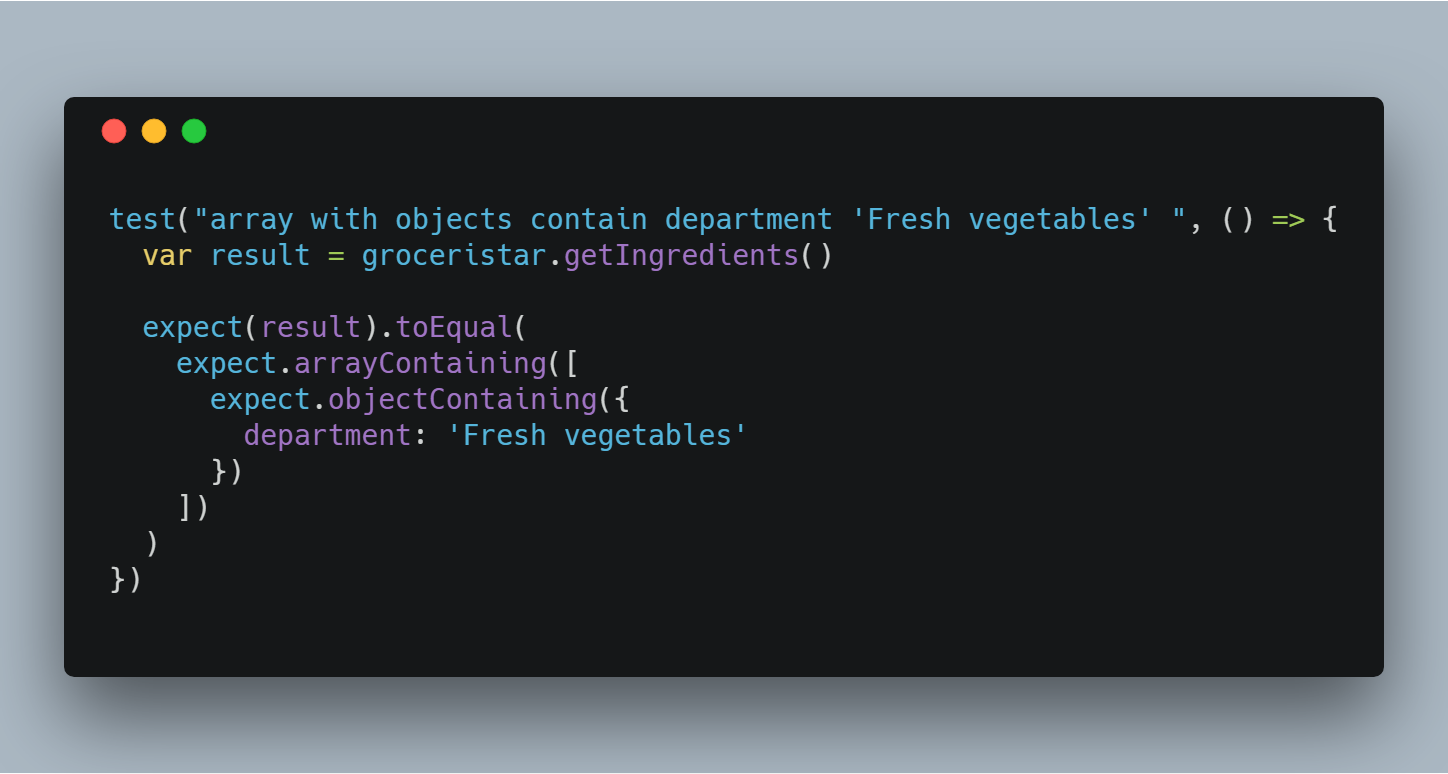 test("array with objects contain department 'Fresh vegetables' ", () => {
  var result = groceristar.getIngredients()

  expect(result).toEqual(
    expect.arrayContaining([
      expect.objectContaining({
        department: 'Fresh vegetables'
      })
    ])
  )
})